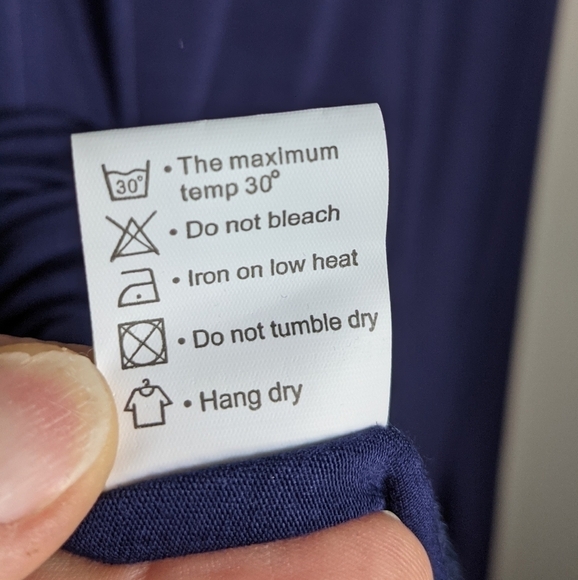 30°
• The maximum
temp 30°
• Do not bleach
• Iron on low heat
• Do not tumble dry
• Hang dry